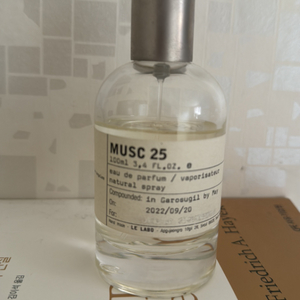 MUSC 25
100ml 3,4 FL.OZ. ℮
eau de parfum / vaporisateur
natural spray
Compounded: in Garosugil by
On: 2022/09/20
For:
LE LABO
Friedrich A